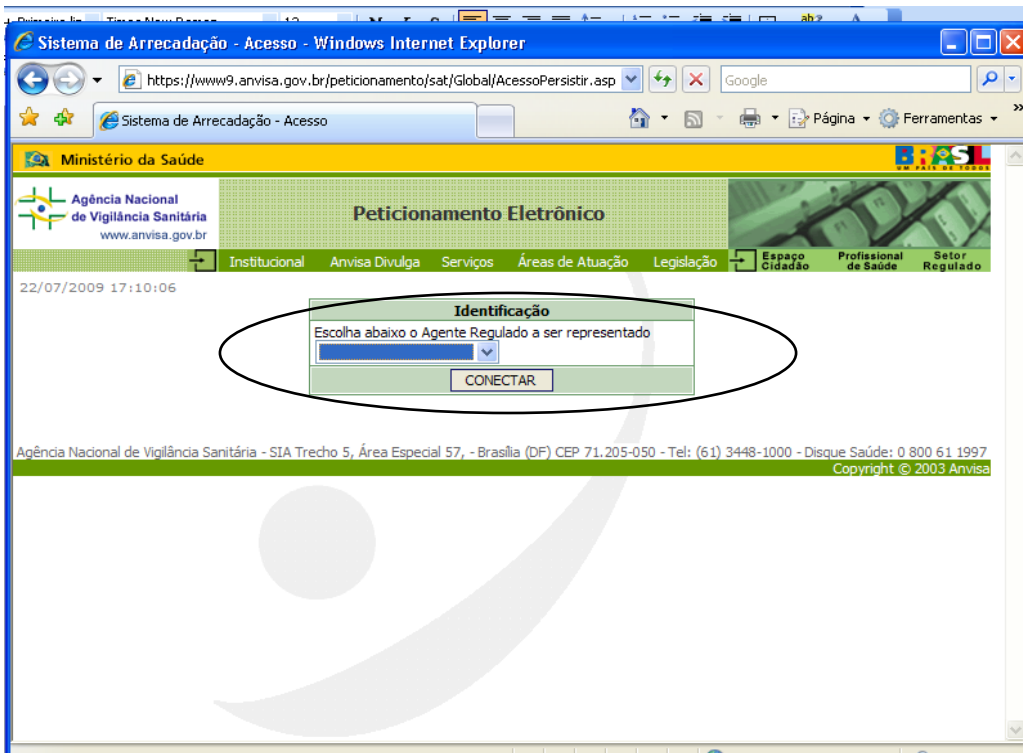 Times New Roman
12
Sistema de Arrecadação - Acesso - Windows Internet Explorer
https://www9.anvisa.gov.br/peticionamento/sat/Global/AcessoPersistir.asp
Google
Sistema de Arrecadação - Acesso
Página
Ferramentas
»
Ministério da Saúde
BRASIL
UM PAÍS DE TODOS
Agência Nacional
de Vigilância Sanitária
www.anvisa.gov.br
Peticionamento Eletrônico
Institucional Anvisa Divulga Serviços Áreas de Atuação Legislação
Espaço Cidadão
Profissional de Saúde
Setor Regulado
22/07/2009 17:10:06
Identificação
Escolha abaixo o Agente Regulado a ser representado
CONECTAR
Agência Nacional de Vigilância Sanitária - SIA Trecho 5, Área Especial 57, - Brasília (DF) CEP 71.205-050 - Tel: (61) 3448-1000 - Disque Saúde: 0 800 61 1997
Copyright © 2003 Anvisa